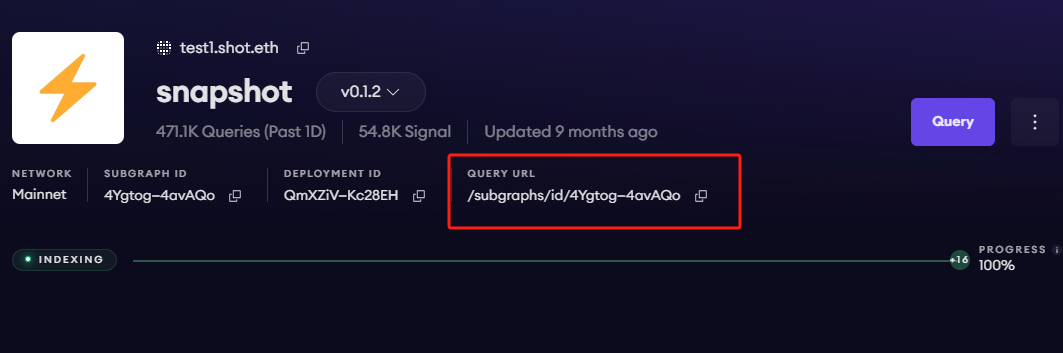 test1.shot.eth
snapshot
v0.1.2
471.1K Queries (Past 1D)
54.8K Signal
Updated 9 months ago
Query
NETWORK
Mainnet
SUBGRAPH ID
4Ygtog–4avAQo
DEPLOYMENT ID
QmXZiV–Kc28EH
QUERY URL
/subgraphs/id/4Ygtog–4avAQo
INDEXING
+16
PROGRESS
100%